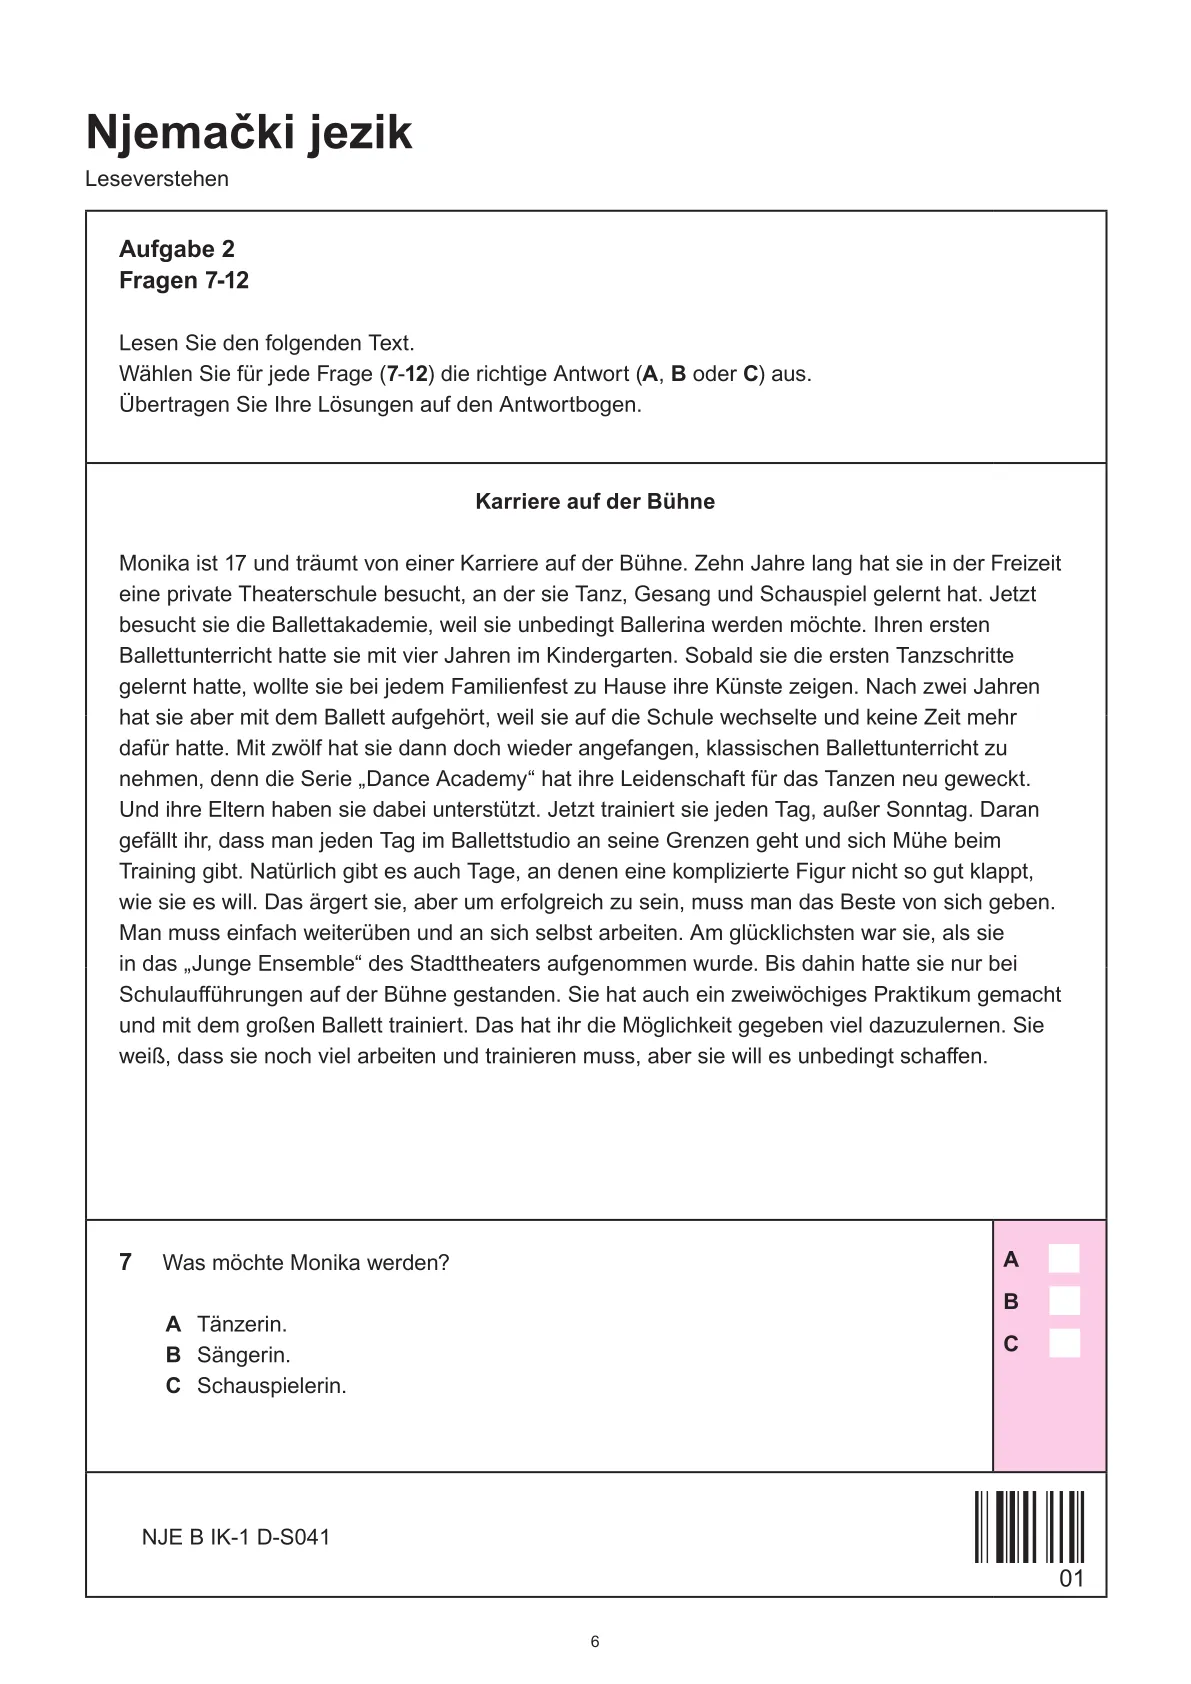 Njemački jezik
Leseverstehen
Aufgabe 2
Fragen 7-12
Lesen Sie den folgenden Text.
Wählen Sie für jede Frage (7-12) die richtige Antwort (A, B oder C) aus.
Übertragen Sie Ihre Lösungen auf den Antwortbogen.
Karriere auf der Bühne
Monika ist 17 und träumt von einer Karriere auf der Bühne. Zehn Jahre lang hat sie in der Freizeit
eine private Theaterschule besucht, an der sie Tanz, Gesang und Schauspiel gelernt hat. Jetzt
besucht sie die Ballettakademie, weil sie unbedingt Ballerina werden möchte. Ihren ersten
Ballettunterricht hatte sie mit vier Jahren im Kindergarten. Sobald sie die ersten Tanzschritte
gelernt hatte, wollte sie bei jedem Familienfest zu Hause ihre Künste zeigen. Nach zwei Jahren
hat sie aber mit dem Ballett aufgehört, weil sie auf die Schule wechselte und keine Zeit mehr
dafür hatte. Mit zwölf hat sie dann doch wieder angefangen, klassischen Ballettunterricht zu
nehmen, denn die Serie „Dance Academy“ hat ihre Leidenschaft für das Tanzen neu geweckt.
Und ihre Eltern haben sie dabei unterstützt. Jetzt trainiert sie jeden Tag, außer Sonntag. Daran
gefällt ihr, dass man jeden Tag im Ballettstudio an seine Grenzen geht und sich Mühe beim
Training gibt. Natürlich gibt es auch Tage, an denen eine komplizierte Figur nicht so gut klappt,
wie sie es will. Das ärgert sie, aber um erfolgreich zu sein, muss man das Beste von sich geben.
Man muss einfach weiterüben und an sich selbst arbeiten. Am glücklichsten war sie, als sie
in das „Junge Ensemble“ des Stadttheaters aufgenommen wurde. Bis dahin hatte sie nur bei
Schulaufführungen auf der Bühne gestanden. Sie hat auch ein zweiwöchiges Praktikum gemacht
und mit dem großen Ballett trainiert. Das hat ihr die Möglichkeit gegeben viel dazuzulernen. Sie
weiß, dass sie noch viel arbeiten und trainieren muss, aber sie will es unbedingt schaffen.
7 Was möchte Monika werden?
A Tänzerin.
B Sängerin.
C Schauspielerin.
A
B
C
NJE B IK-1 D-S041
01
6